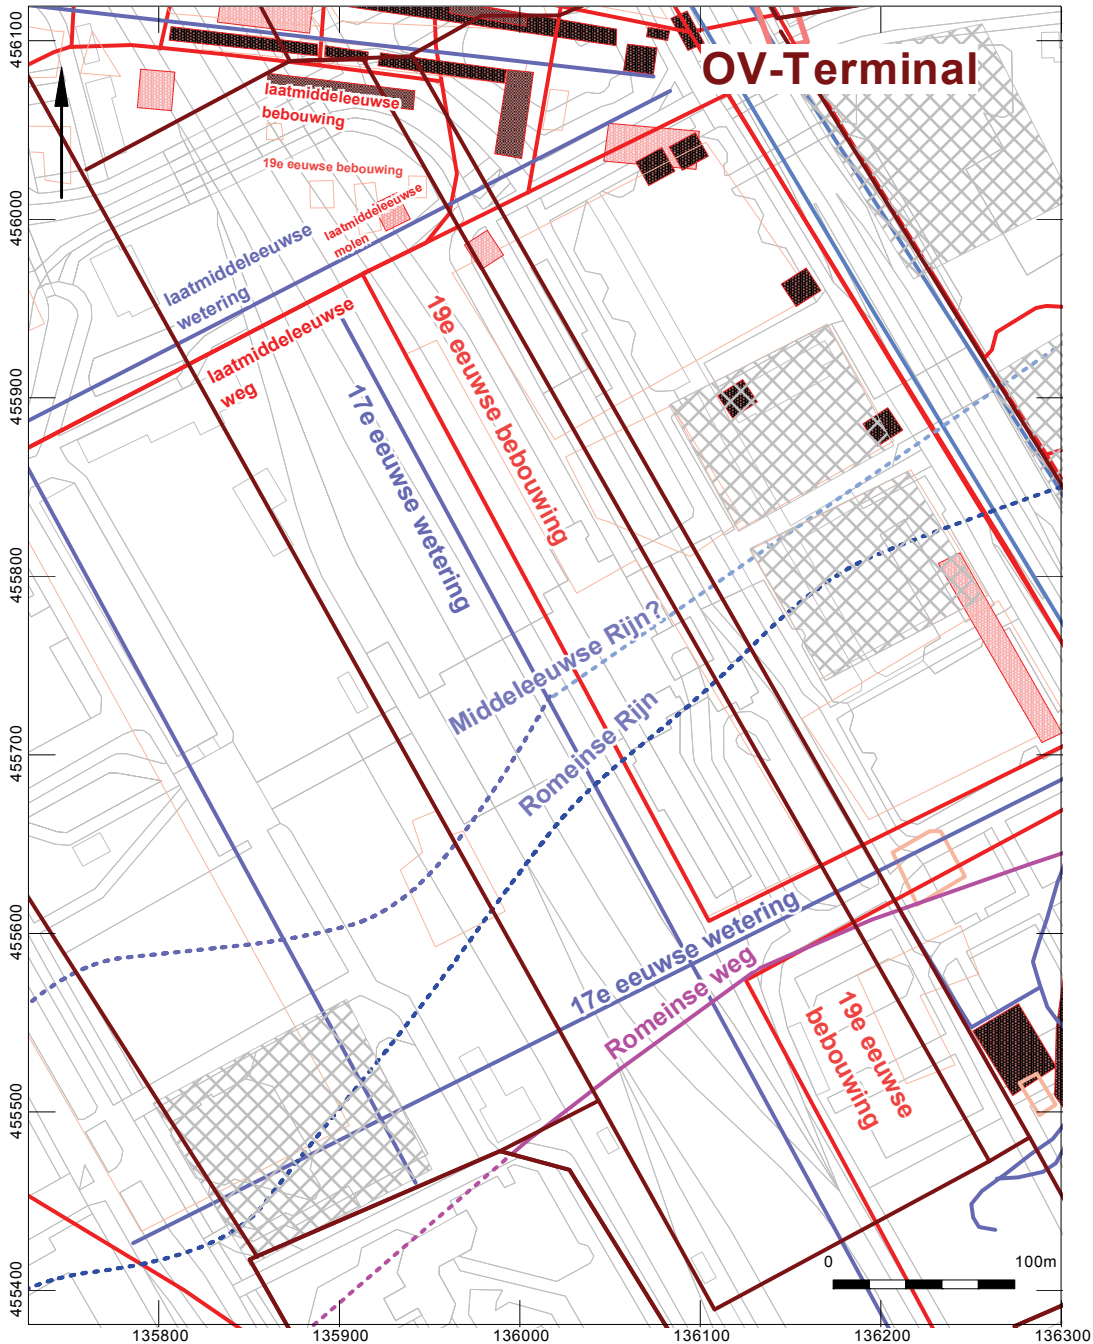 OV-Terminal
laatmiddeleeuwse
bebouwing
19e eeuwse bebouwing
laatmiddeleeuwse
molen
laatmiddeleeuwse
wetering
laatmiddeleeuwse
weg
19e eeuwse bebouwing
17e eeuwse wetering
Middeleeuwse Rijn?
Romeinse Rijn
17e eeuwse wetering
Romeinse weg
19e eeuwse
bebouwing
0 100m
456100
456000
455900
455800
455700
455600
455500
455400
135800 135900 136000 136100 136200 136300